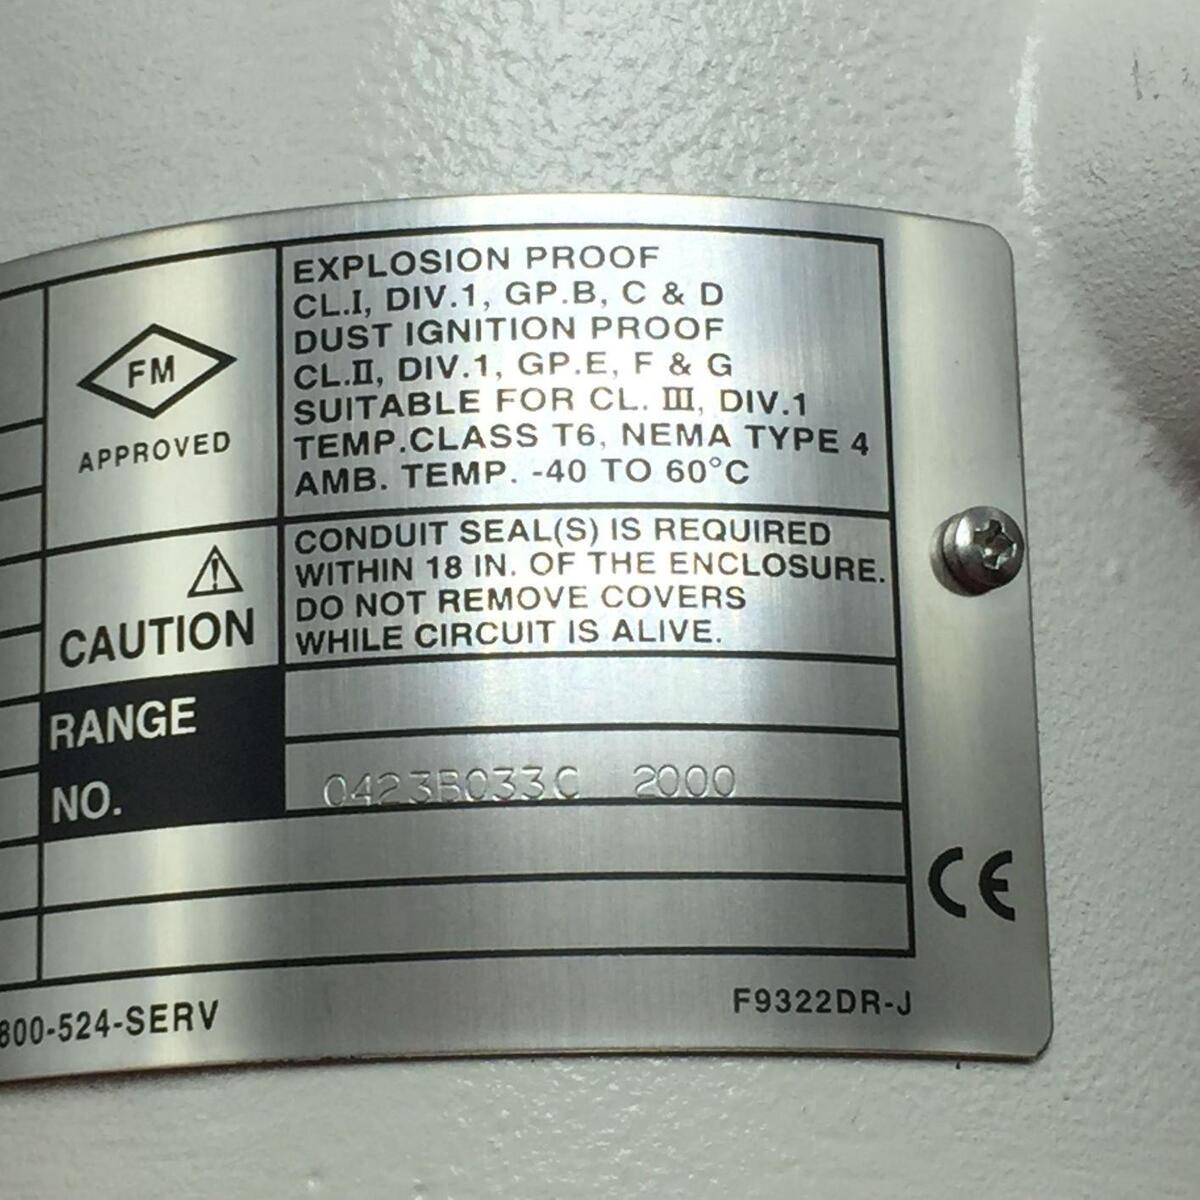 FM
APPROVED
EXPLOSION PROOF
CL.I, DIV.1, GP.B, C & D
DUST IGNITION PROOF
CL.II, DIV.1, GP.E, F & G
SUITABLE FOR CL. III, DIV.1
TEMP.CLASS T6, NEMA TYPE 4
AMB. TEMP. -40 TO 60°C
CAUTION
CONDUIT SEAL(S) IS REQUIRED
WITHIN 18 IN. OF THE ENCLOSURE.
DO NOT REMOVE COVERS
WHILE CIRCUIT IS ALIVE.
RANGE
NO.
2000
800-524-SERV
F9322DR-J
CE